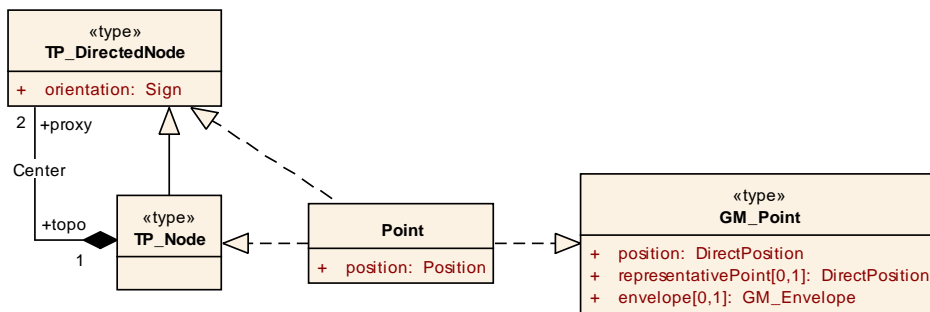 «type»
TP_DirectedNode
+ orientation: Sign
2 +proxy
Center
+topo
1
«type»
TP_Node
Point
+ position: Position
«type»
GM_Point
+ position: DirectPosition
+ representativePoint[0,1]: DirectPosition
+ envelope[0,1]: GM_Envelope